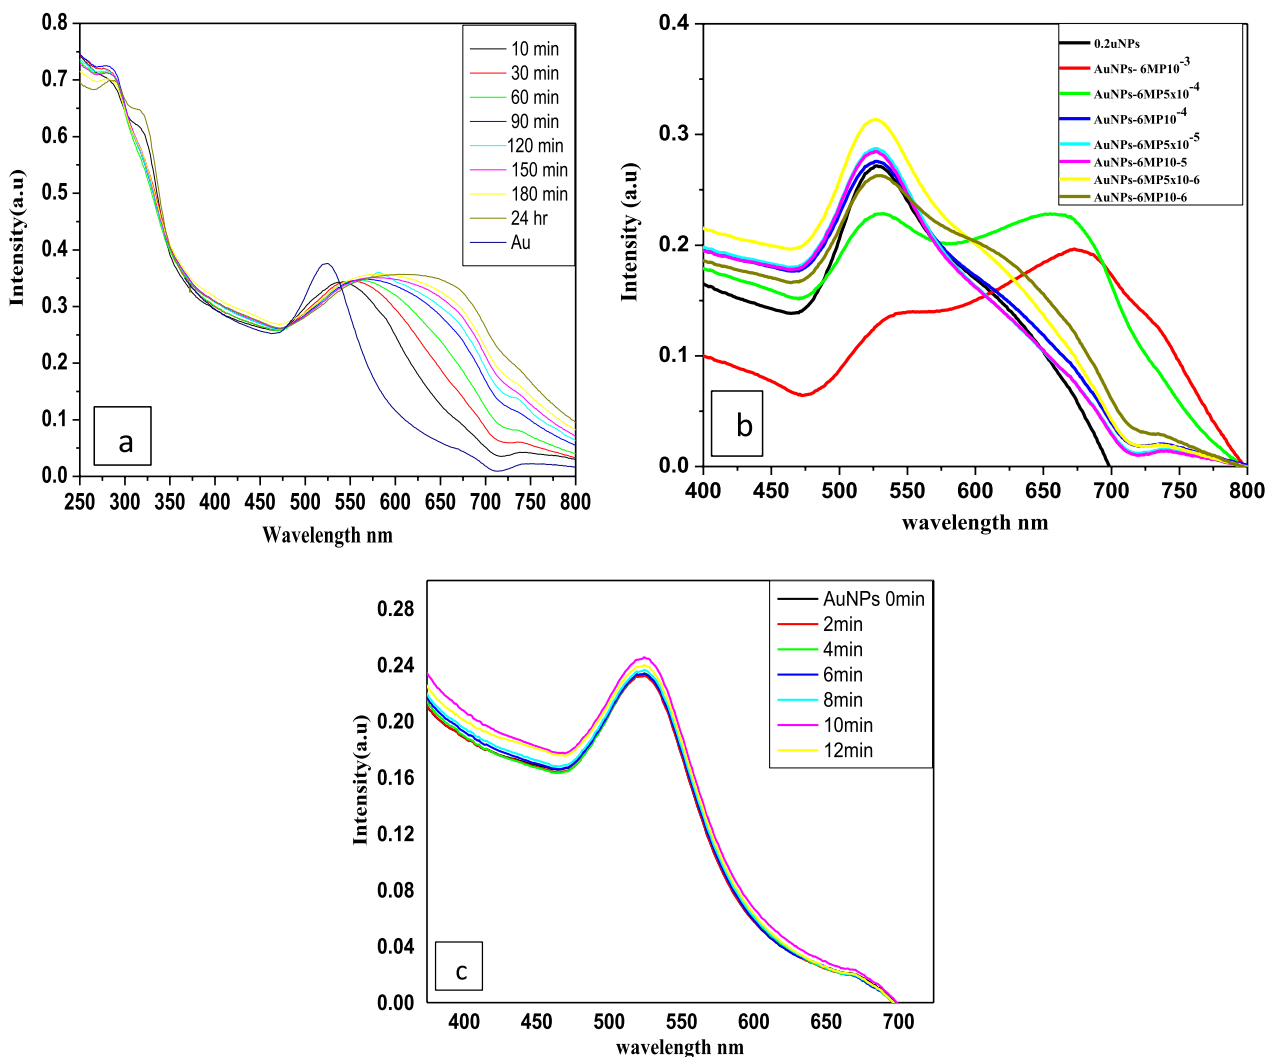 0.8
0.7
0.6
0.5
0.4
0.3
0.2
0.1
0.0
Intensity(a.u)
250 300 350 400 450 500 550 600 650 700 750 800
Wavelength nm
10 min
30 min
60 min
90 min
120 min
150 min
180 min
24 hr
Au
a
0.4
0.3
0.2
0.1
0.0
Intensity (a.u)
400 450 500 550 600 650 700 750 800
wavelength nm
0.2uNPs
AuNPs- 6MP10-3
AuNPs-6MP5x10-4
AuNPs-6MP10-4
AuNPs-6MP5x10-5
AuNPs-6MP10-5
AuNPs-6MP5x10-6
AuNPs-6MP10-6
b
0.28
0.24
0.20
0.16
0.12
0.08
0.04
0.00
Intensity(a.u)
400 450 500 550 600 650 700
wavelength nm
AuNPs 0min
2min
4min
6min
8min
10min
12min
c